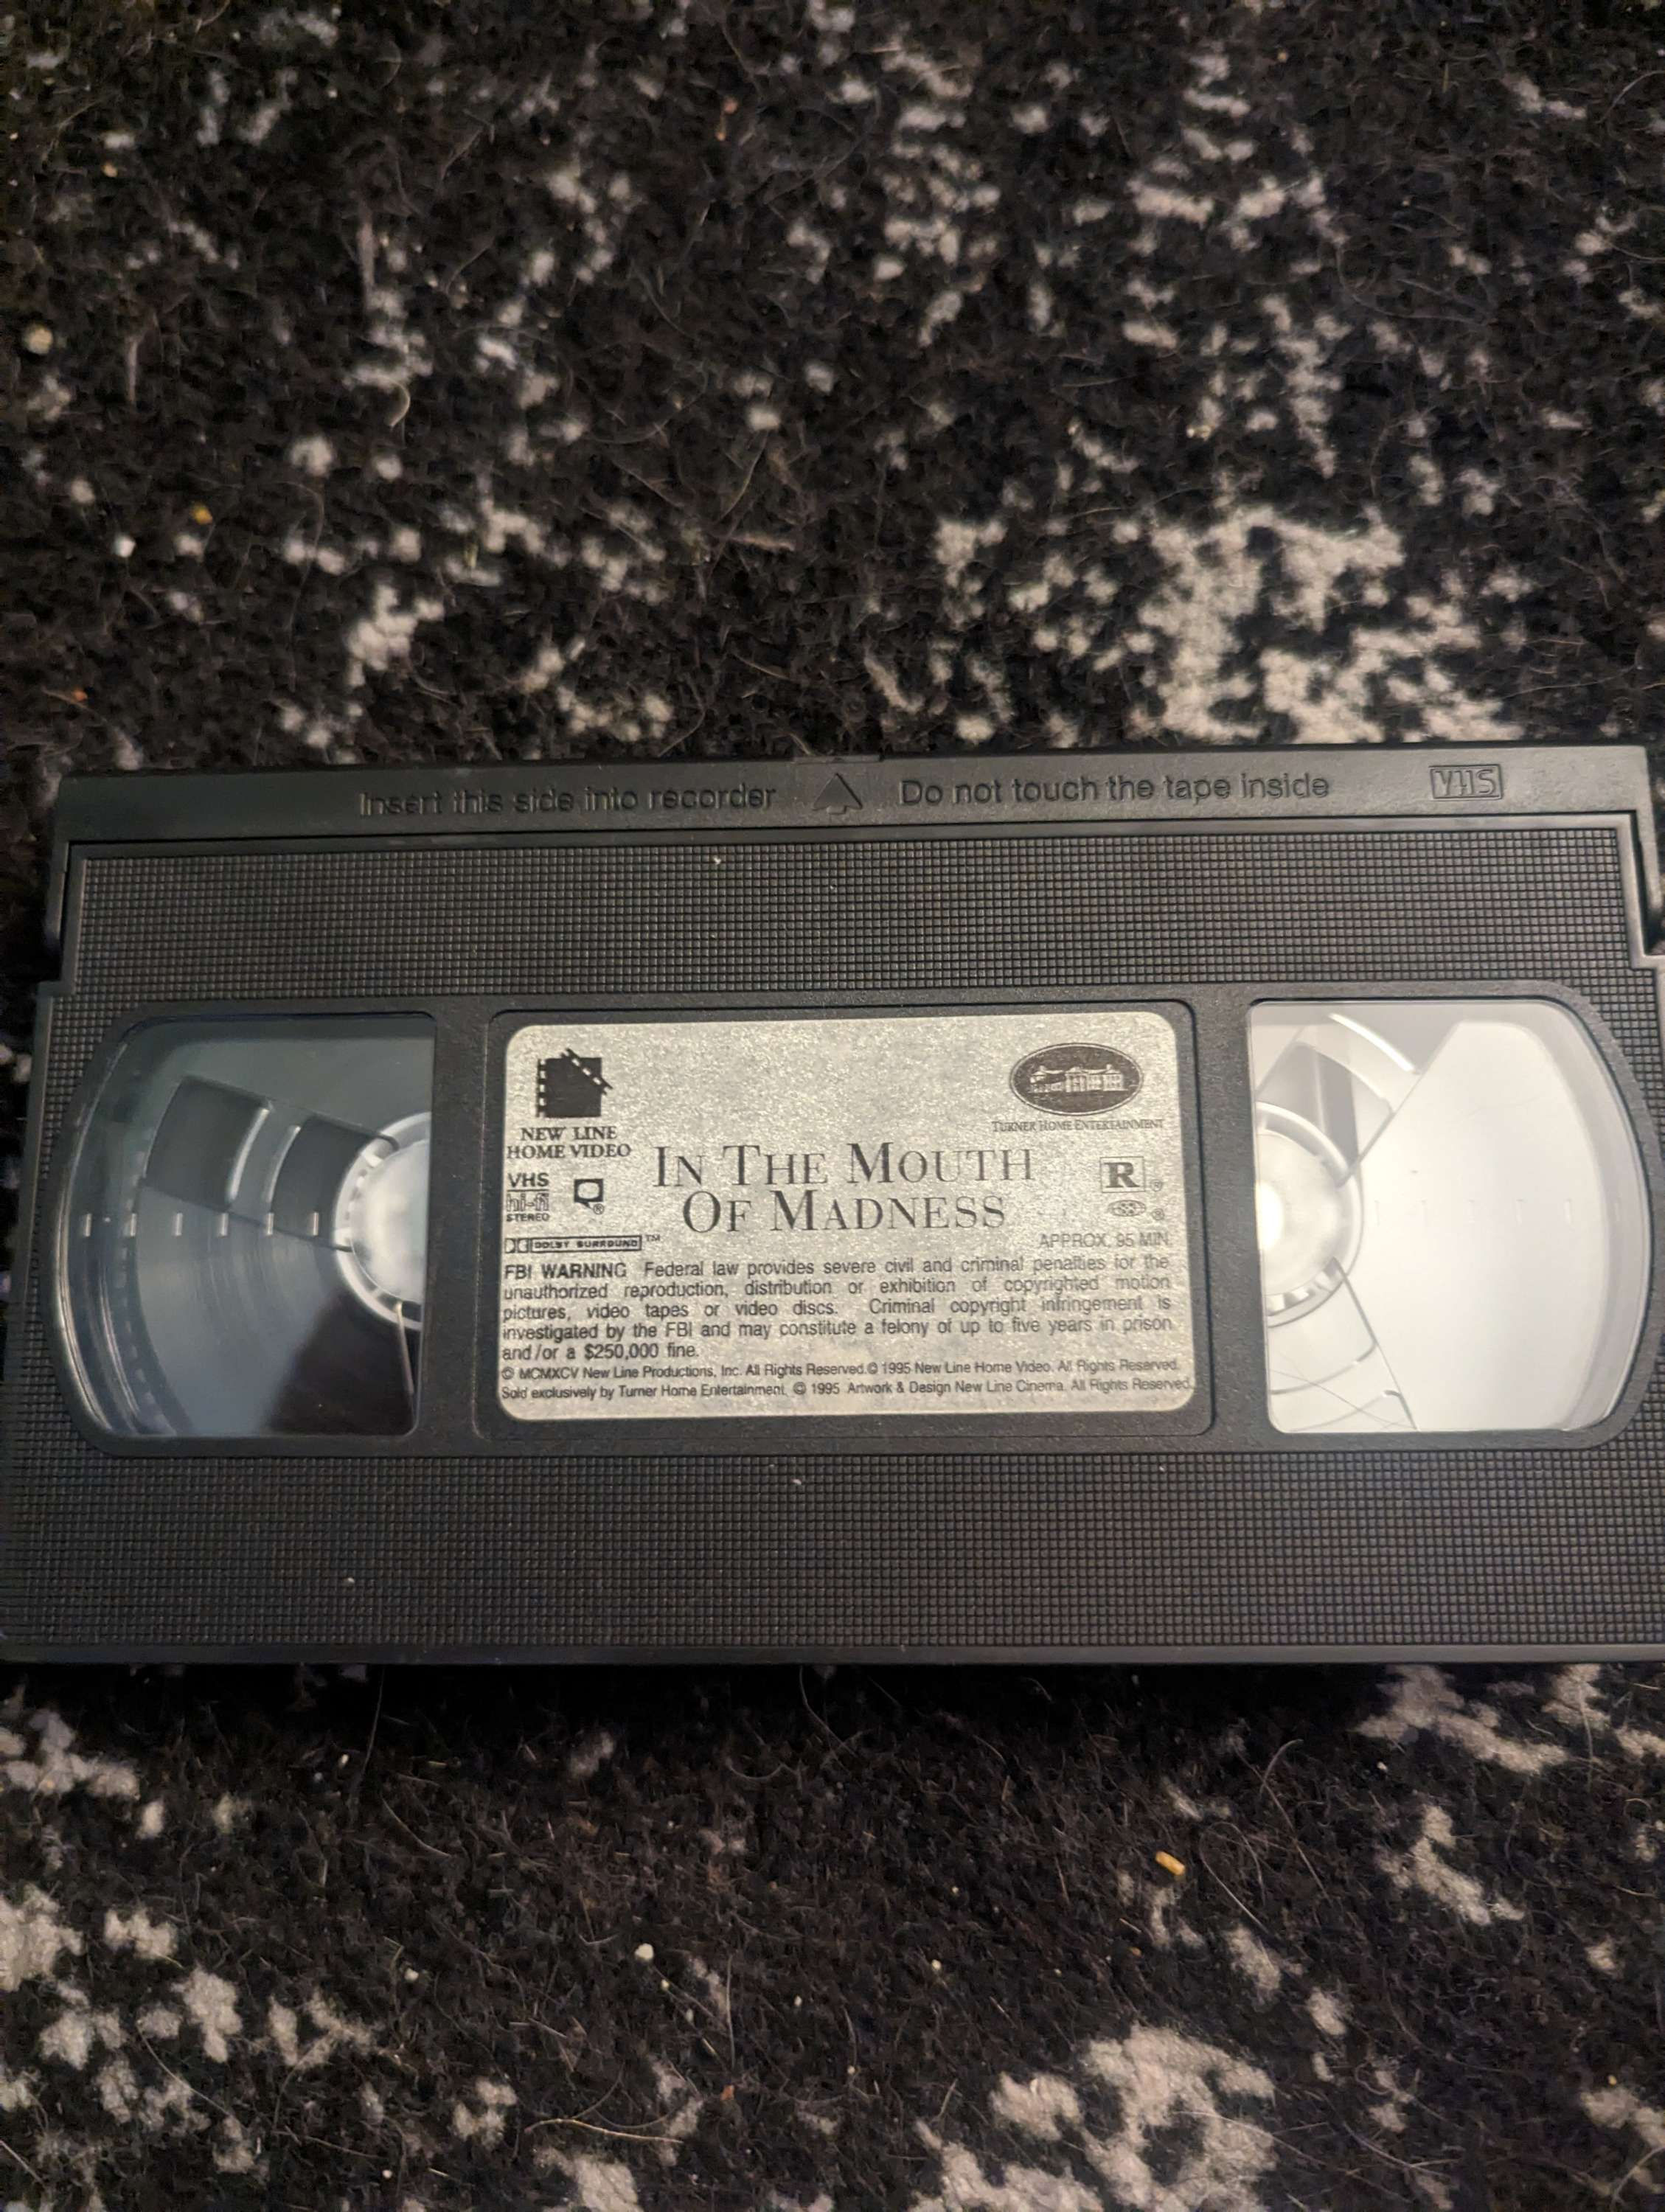 Insert this side into recorder Do not touch the tape inside VHS
NEW LINE
HOME VIDEO
TURNER HOME ENTERTAINMENT
VHS
hi-fi
STEREO
Q®
IN THE MOUTH
OF MADNESS
R®
DOLBY SURROUND™
APPROX. 95 MIN.
FBI WARNING Federal law provides severe civil and criminal penalties for the
unauthorized reproduction, distribution or exhibition of copyrighted motion
pictures, video tapes or video discs. Criminal copyright infringement is
investigated by the FBI and may constitute a felony of up to five years in prison
and/or a $250,000 fine.
© MCMXCV New Line Productions, Inc. All Rights Reserved.© 1995 New Line Home Video. All Rights Reserved.
Sold exclusively by Turner Home Entertainment. © 1995 Artwork & Design New Line Cinema. All Rights Reserved.